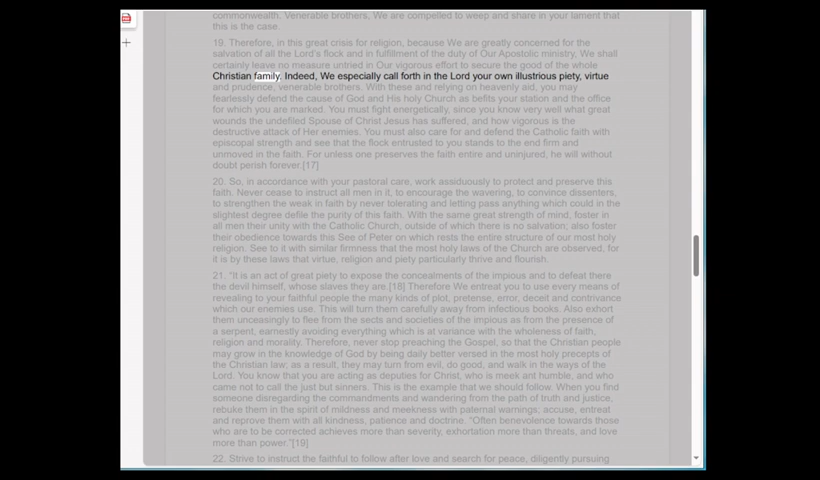 commonwealth. Venerable brothers, We are compelled to weep and share in your lament that
this is the case.
19. Therefore, in this great crisis for religion, because We are greatly concerned for the
salvation of all the Lord's flock and in fulfillment of the duty of Our Apostolic ministry, We shall
certainly leave no measure untried in Our vigorous effort to secure the good of the whole
Christian family. Indeed, We especially call forth in the Lord your own illustrious piety, virtue
and prudence, venerable brothers. With these and relying on heavenly aid, you may
fearlessly defend the cause of God and His holy Church as befits your station and the office
for which you are marked. You must fight energetically, since you know very well what great
wounds the undefiled Spouse of Christ Jesus has suffered, and how vigorous is the
destructive attack of Her enemies. You must also care for and defend the Catholic faith with
episcopal strength and see that the flock entrusted to you stands to the end firm and
unmoved in the faith. For unless one preserves the faith entire and uninjured, he will without
doubt perish forever.[17]
20. So, in accordance with your pastoral care, work assiduously to protect and preserve this
faith. Never cease to instruct all men in it, to encourage the wavering, to convince dissenters,
to strengthen the weak in faith by never tolerating and letting pass anything which could in the
slightest degree defile the purity of this faith. With the same great strength of mind, foster in
all men their unity with the Catholic Church, outside of which there is no salvation; also foster
their obedience towards this See of Peter on which rests the entire structure of our most holy
religion. See to it with similar firmness that the most holy laws of the Church are observed, for
it is by these laws that virtue, religion and piety particularly thrive and flourish.
21. "It is an act of great piety to expose the concealments of the impious and to defeat there
the devil himself, whose slaves they are.[18] Therefore We entreat you to use every means of
revealing to your faithful people the many kinds of plot, pretense, error, deceit and contrivance
which our enemies use. This will turn them carefully away from infectious books. Also exhort
them unceasingly to flee from the sects and societies of the impious as from the presence of
a serpent, earnestly avoiding everything which is at variance with the wholeness of faith,
religion and morality. Therefore, never stop preaching the Gospel, so that the Christian people
may grow in the knowledge of God by being daily better versed in the most holy precepts of
the Christian law; as a result, they may turn from evil, do good, and walk in the ways of the
Lord. You know that you are acting as deputies for Christ, who is meek ant humble, and who
came not to call the just but sinners. This is the example that we should follow. When you find
someone disregarding the commandments and wandering from the path of truth and justice,
rebuke them in the spirit of mildness and meekness with paternal warnings; accuse, entreat
and reprove them with all kindness, patience and doctrine. "Often benevolence towards those
who are to be corrected achieves more than severity, exhortation more than threats, and love
more than power."[19]
22. Strive to instruct the faithful to follow after love and search for peace, diligently pursuing